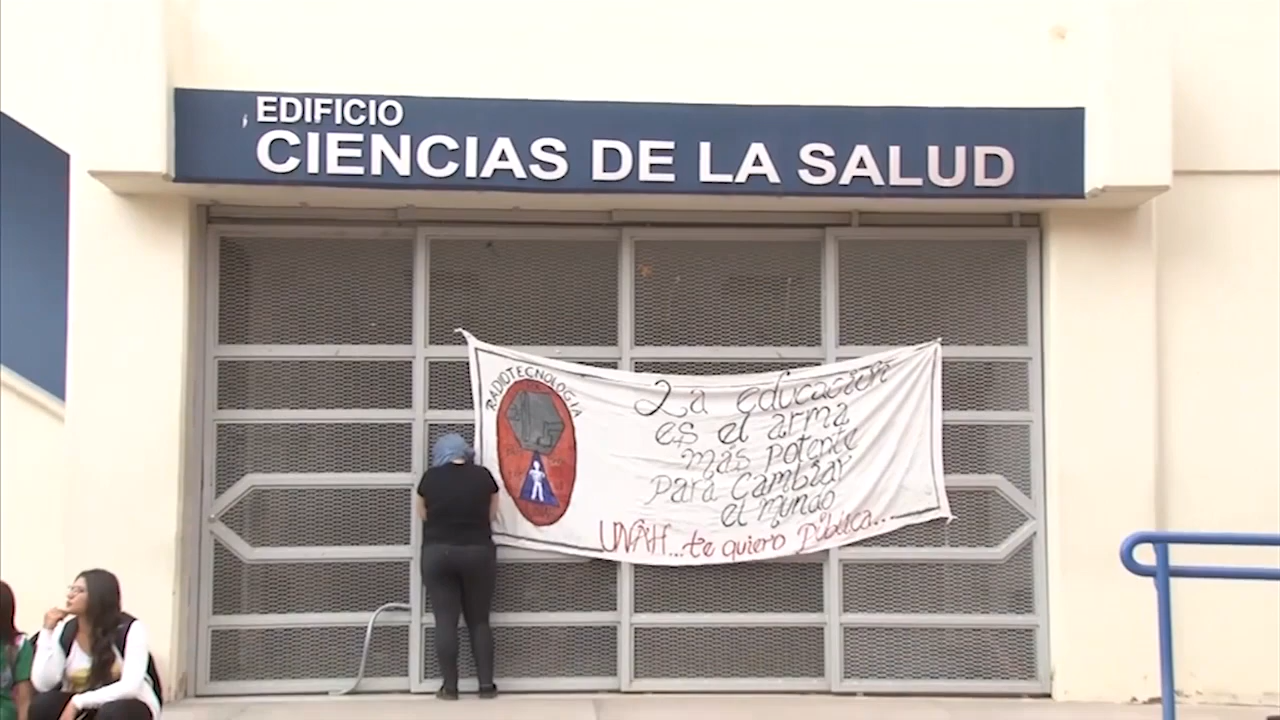 EDIFICIO
CIENCIAS DE LA SALUD
RADIOTECNOLOGIA
La educación
es el arma
más potente
para cambiar
el mundo
UNAH...te quiero Pública...